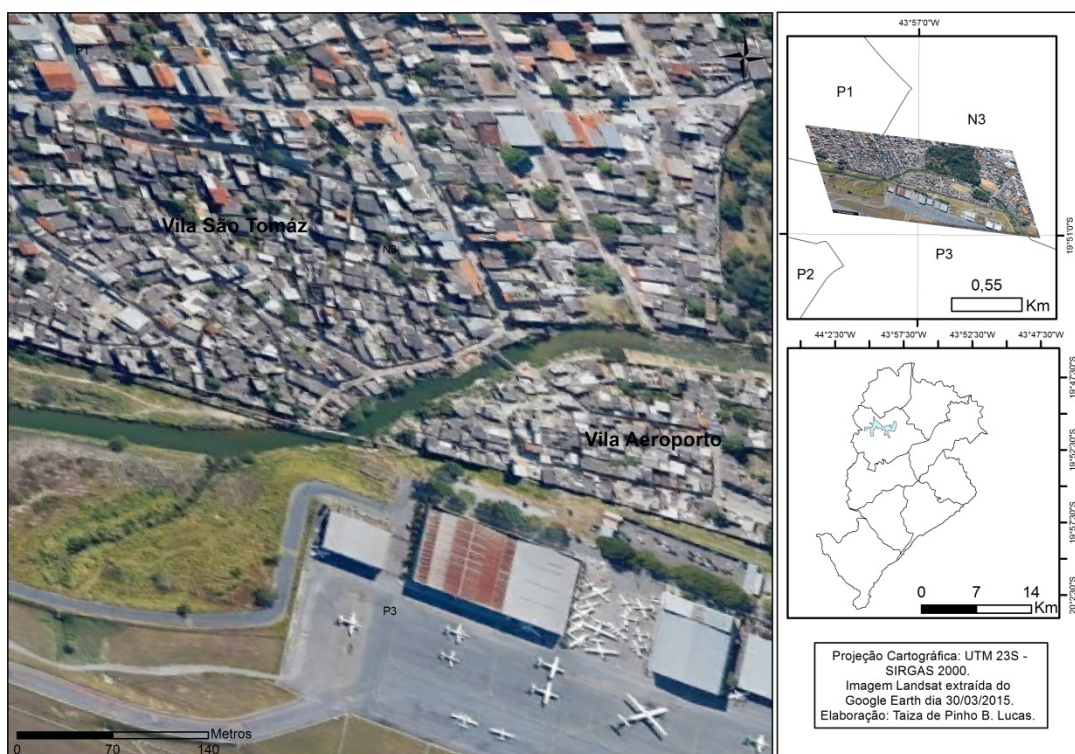 P1
N
Vila São Tomáz
N3
Vila Aeroporto
P3
0 70 140 Metros
43°57'0"W
P1
N3
19°51'0"S
P3
P2
0,55
Km
44°2'30"W 43°57'30"W 43°52'30"W 43°47'30"W
19°47'30"S
19°52'30"S
19°57'30"S
20°2'30"S
0 7 14
Km
Projeção Cartográfica: UTM 23S -
SIRGAS 2000.
Imagem Landsat extraída do
Google Earth dia 30/03/2015.
Elaboração: Taiza de Pinho B. Lucas.